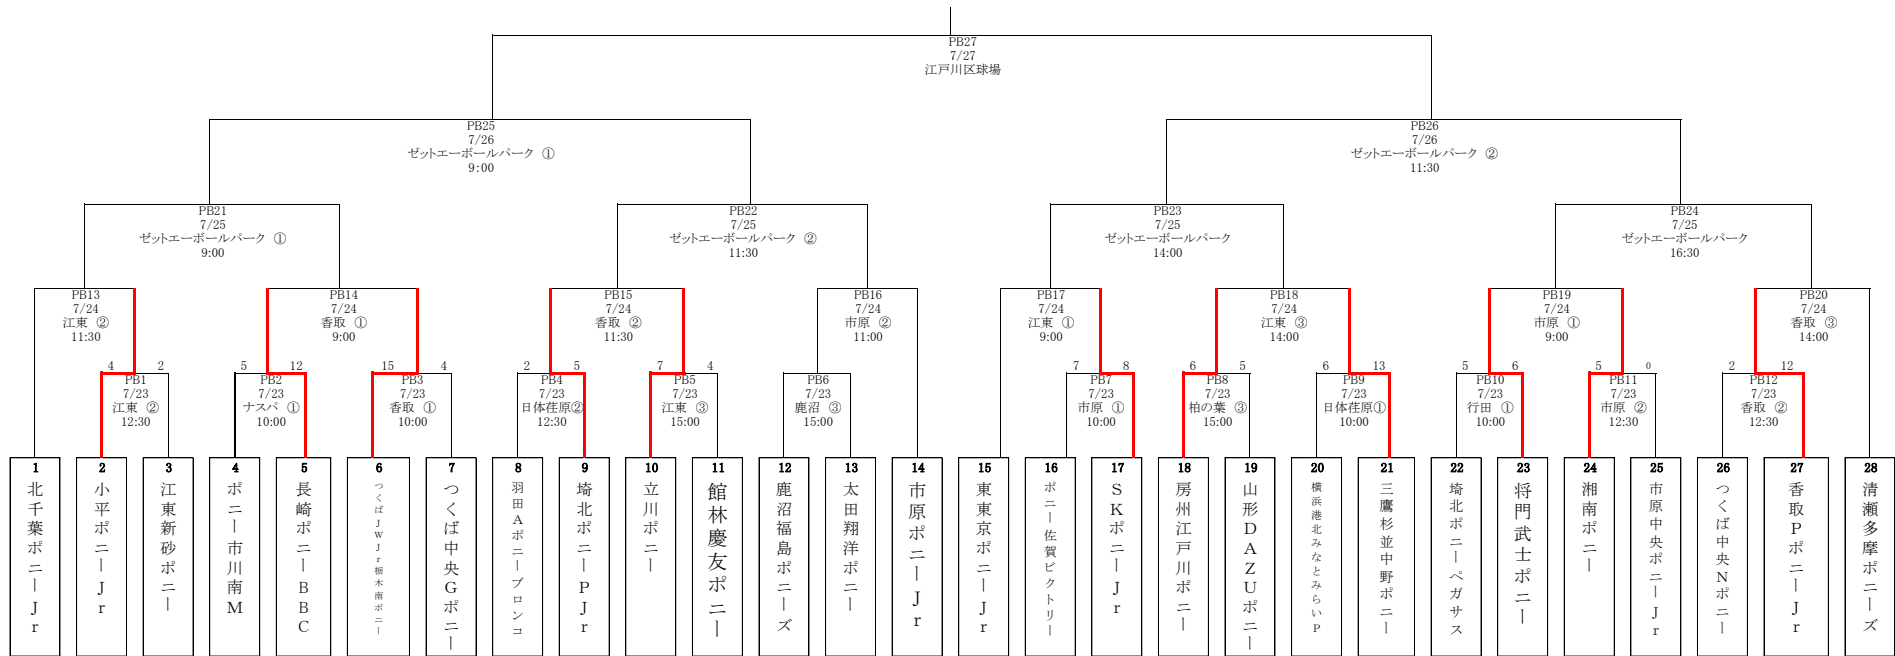 PB27
7/27
江戸川区球場
PB25
7/26
ゼットエーボールパーク ①
9:00
PB26
7/26
ゼットエーボールパーク ②
11:30
PB21
7/25
ゼットエーボールパーク ①
9:00
PB22
7/25
ゼットエーボールパーク ②
11:30
PB23
7/25
ゼットエーボールパーク
14:00
PB24
7/25
ゼットエーボールパーク
16:30
PB13
7/24
江東 ②
11:30
PB14
7/24
香取 ①
9:00
PB15
7/24
香取 ②
11:30
PB16
7/24
市原 ②
11:00
PB17
7/24
江東 ①
9:00
PB18
7/24
江東 ③
14:00
PB19
7/24
市原 ①
9:00
PB20
7/24
香取 ③
14:00
4 2
PB1
7/23
江東 ②
12:30
5 12
PB2
7/23
ナスパ ①
10:00
15 4
PB3
7/23
香取 ①
10:00
2 5
PB4
7/23
日体荏原②
12:30
7 4
PB5
7/23
江東 ③
15:00
PB6
7/23
鹿沼 ③
15:00
7 8
PB7
7/23
市原 ①
10:00
6 5
PB8
7/23
柏の葉 ③
15:00
6 13
PB9
7/23
日体荏原①
10:00
5 6
PB10
7/23
行田 ①
10:00
5 0
PB11
7/23
市原 ②
12:30
2 12
PB12
7/23
香取 ②
12:30
1
北千葉ポニーJr
2
小平ポニーJr
3
江東新砂ポニー
4
ポニー市川南M
5
長崎ポニーBBC
6
つくばJWJr栃木南ポニー
7
つくば中央Gポニー
8
羽田Aポニーブロンコ
9
埼北ポニーPJr
10
立川ポニー
11
館林慶友ポニー
12
鹿沼福島ポニーズ
13
太田翔洋ポニー
14
市原ポニーJr
15
東東京ポニーJr
16
ポニー佐賀ビクトリー
17
SKポニーJr
18
房州江戸川ポニー
19
山形DAZUポニー
20
横浜港北みなとみらいP
21
三鷹杉並中野ポニー
22
埼北ポニーペガサス
23
将門武士ポニー
24
湘南ポニー
25
市原中央ポニーJr
26
つくば中央Nポニー
27
香取PポニーJr
28
清瀬多摩ポニーズ